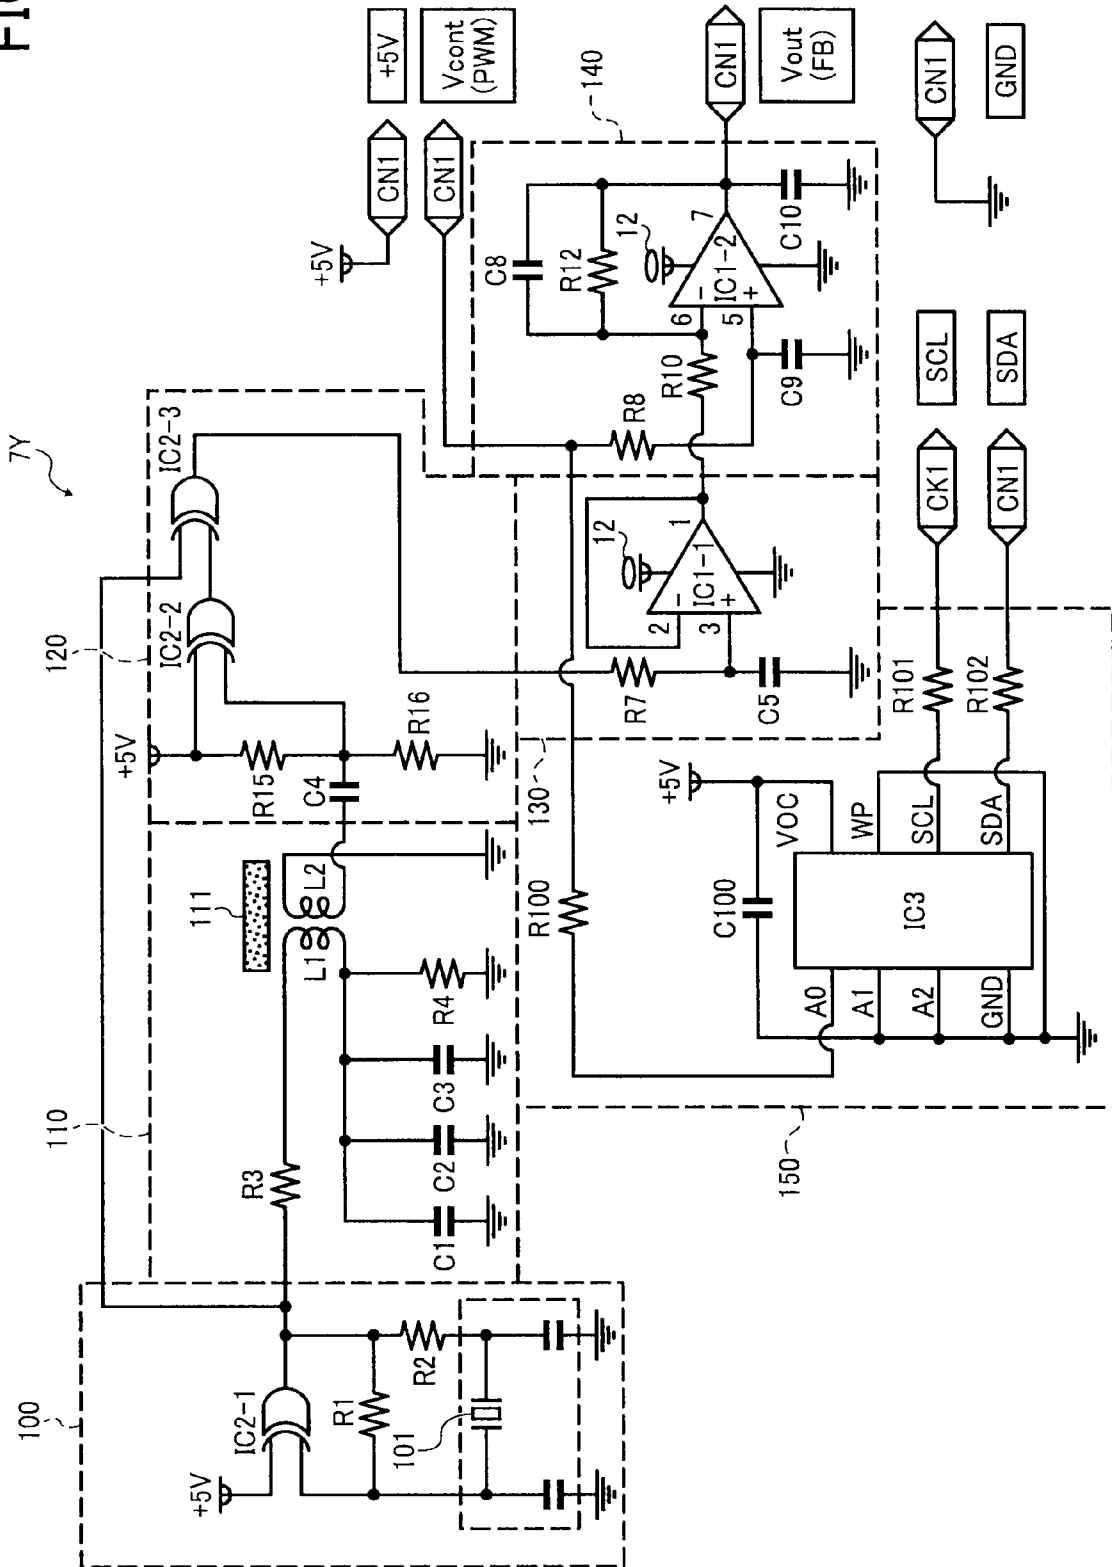 7Y
100
110
120
IC2-1
+5V
R1
R2
101
R3
C1
C2
C3
R4
L1
L2
111
+5V
R15
C4
R16
IC2-2
IC2-3
130
R7
C5
2
3
IC1-1
−
+
12
1
+5V
CN1
+5V
CN1
Vcont
(PWM)
140
C8
R12
R10
R8
C9
6
5
IC1-2
−
+
12
7
C10
CN1
Vout
(FB)
CN1
GND
150
R100
C100
+5V
A0
A1
A2
GND
IC3
VOC
WP
SCL
SDA
R101
R102
CK1
SCL
CN1
SDA